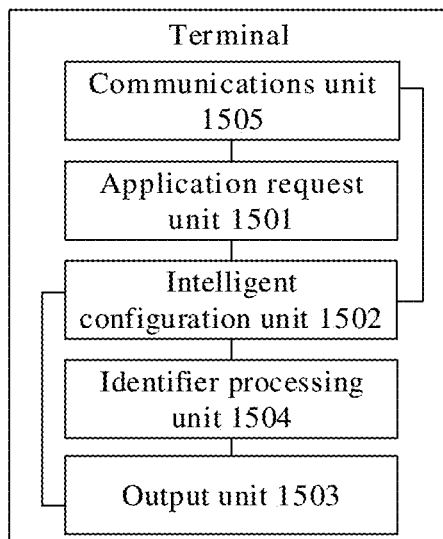 Terminal
Communications unit
1505
Application request
unit 1501
Intelligent
configuration unit 1502
Identifier processing
unit 1504
Output unit 1503